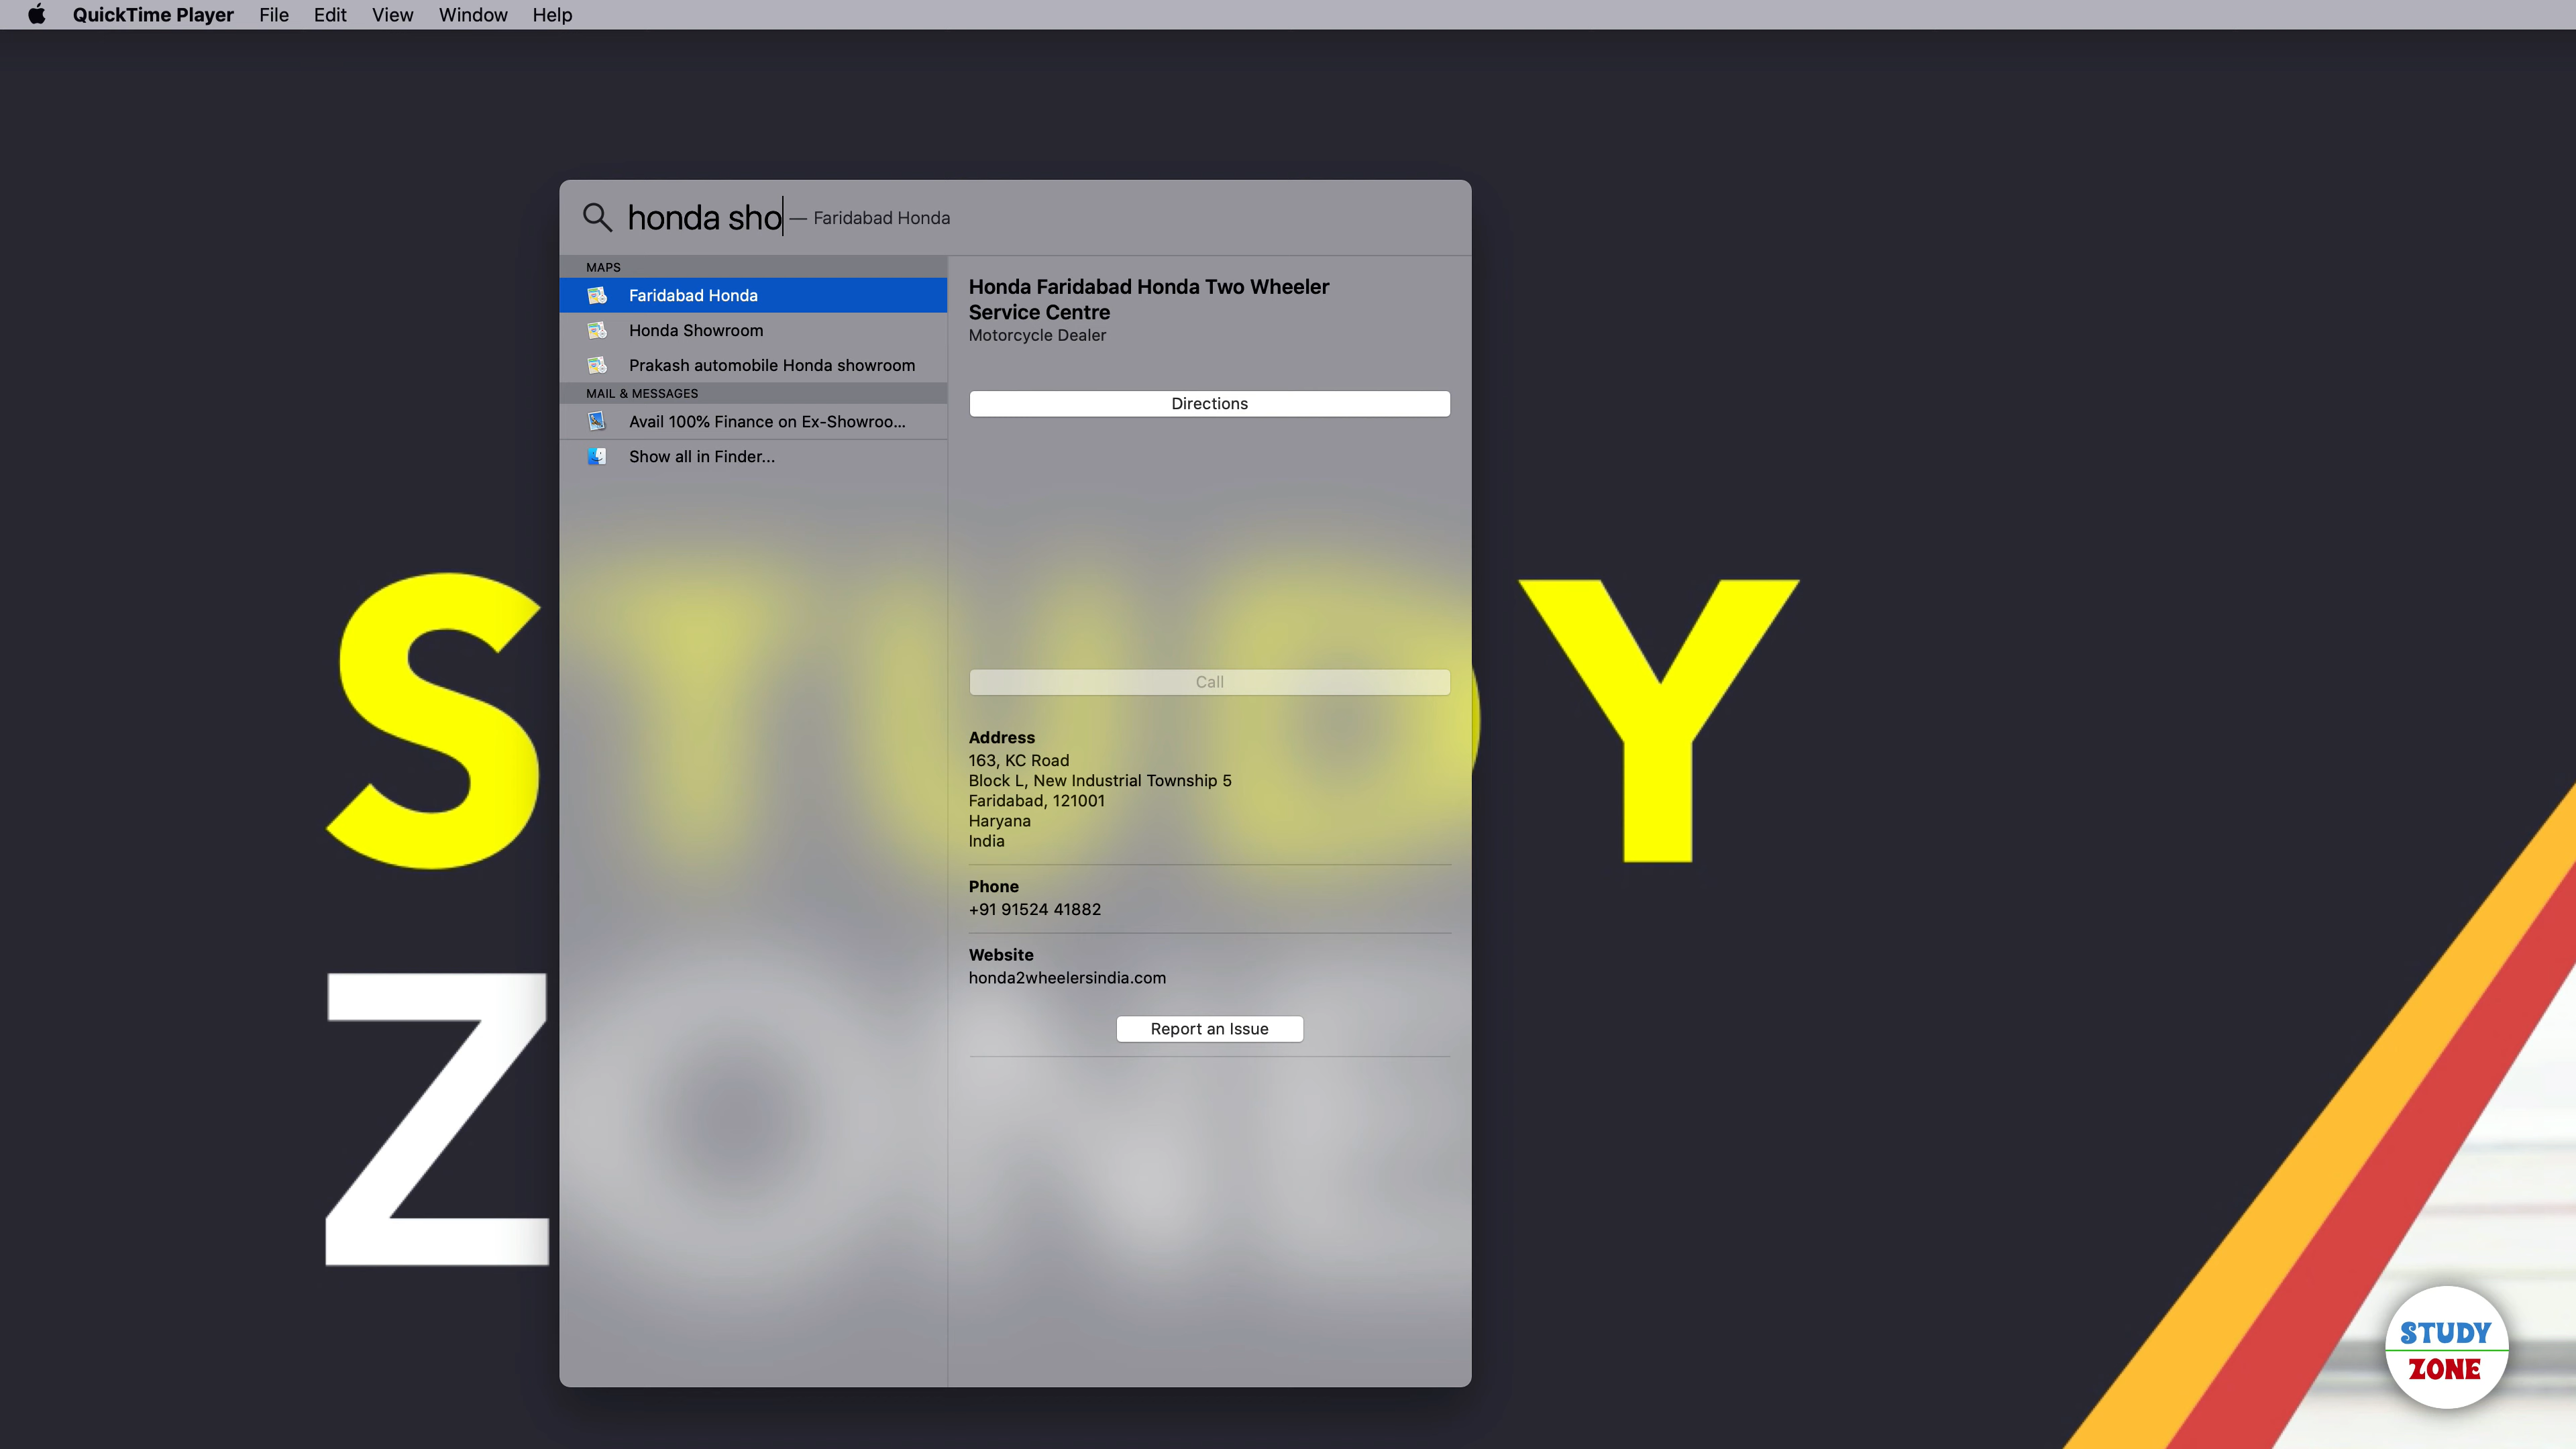 QuickTime Player File Edit View Window Help
honda sho — Faridabad Honda
MAPS
Faridabad Honda
Honda Showroom
Prakash automobile Honda showroom
MAIL & MESSAGES
Avail 100% Finance on Ex-Showroo...
Show all in Finder...
Honda Faridabad Honda Two Wheeler
Service Centre
Motorcycle Dealer
Directions
Call
Address
163, KC Road
Block L, New Industrial Township 5
Faridabad, 121001
Haryana
India
Phone
+91 91524 41882
Website
honda2wheelersindia.com
Report an Issue
STUDY
ZONE
STUDY
ZONE